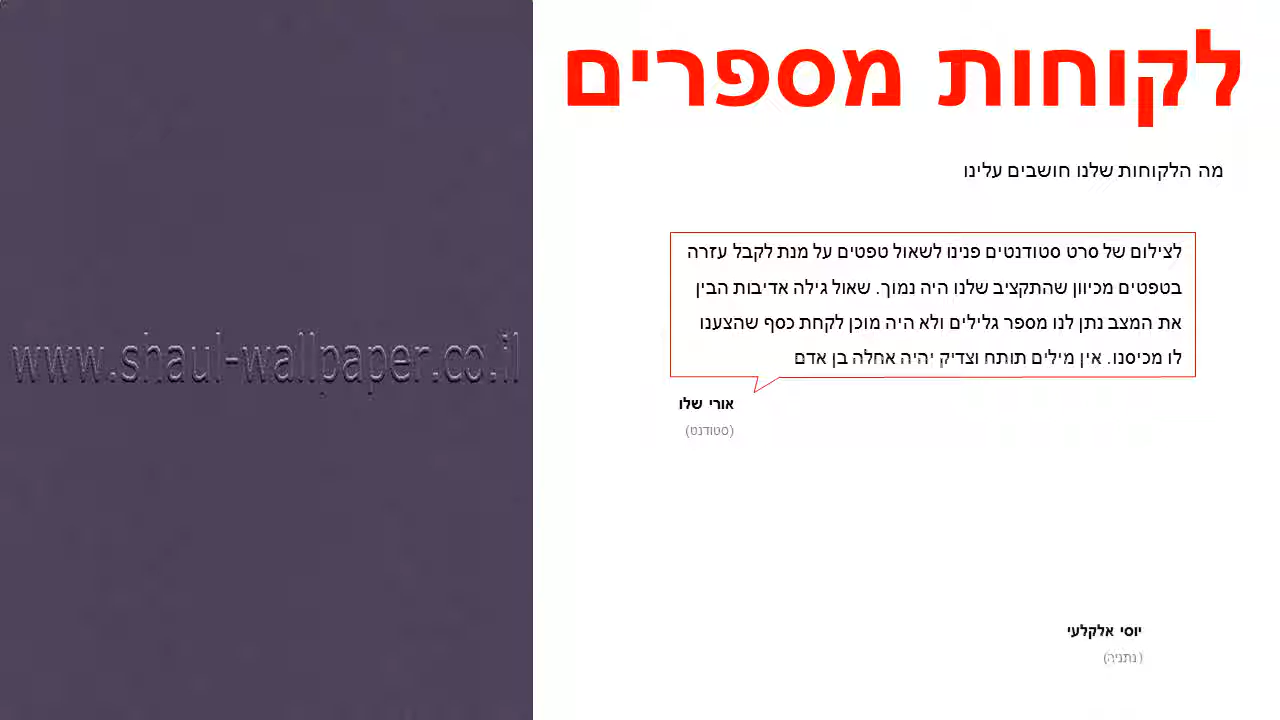 לקוחות מספרים
מה הלקוחות שלנו חושבים עלינו
לצילום של סרט סטודנטים פנינו לשאול טפטים על מנת לקבל עזרה
בטפטים מכיוון שהתקציב שלנו היה נמוך. שאול גילה אדיבות הבין
את המצב נתן לנו מספר גלילים ולא היה מוכן לקחת כסף שהצענו
לו מכיסנו. אין מילים תותח וצדיק יהיה אחלה בן אדם
אורי שלו
(סטודנט)
www.shaul-wallpaper.co.il
יוסי אלקלעי
(נתניה)